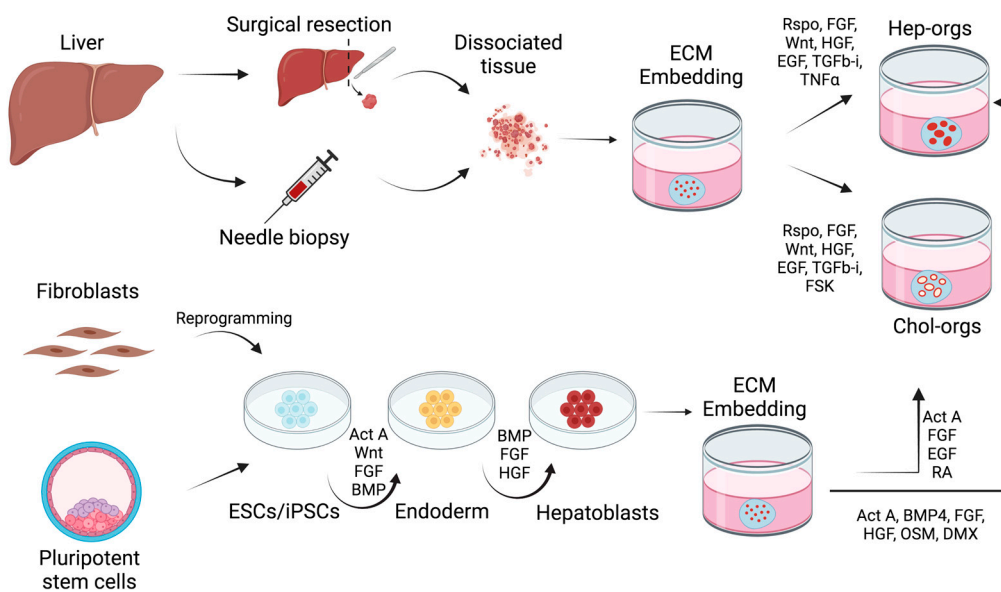 Liver
Surgical resection
Needle biopsy
Dissociated
tissue
ECM
Embedding
Rspo, FGF,
Wnt, HGF,
EGF, TGFb-i,
TNFα
Hep-orgs
Rspo, FGF,
Wnt, HGF,
EGF, TGFb-i,
FSK
Chol-orgs
Fibroblasts
Reprogramming
Pluripotent
stem cells
ESCs/iPSCs
Act A
Wnt
FGF
BMP
Endoderm
BMP
FGF
HGF
Hepatoblasts
ECM
Embedding
Act A
FGF
EGF
RA
Act A, BMP4, FGF,
HGF, OSM, DMX